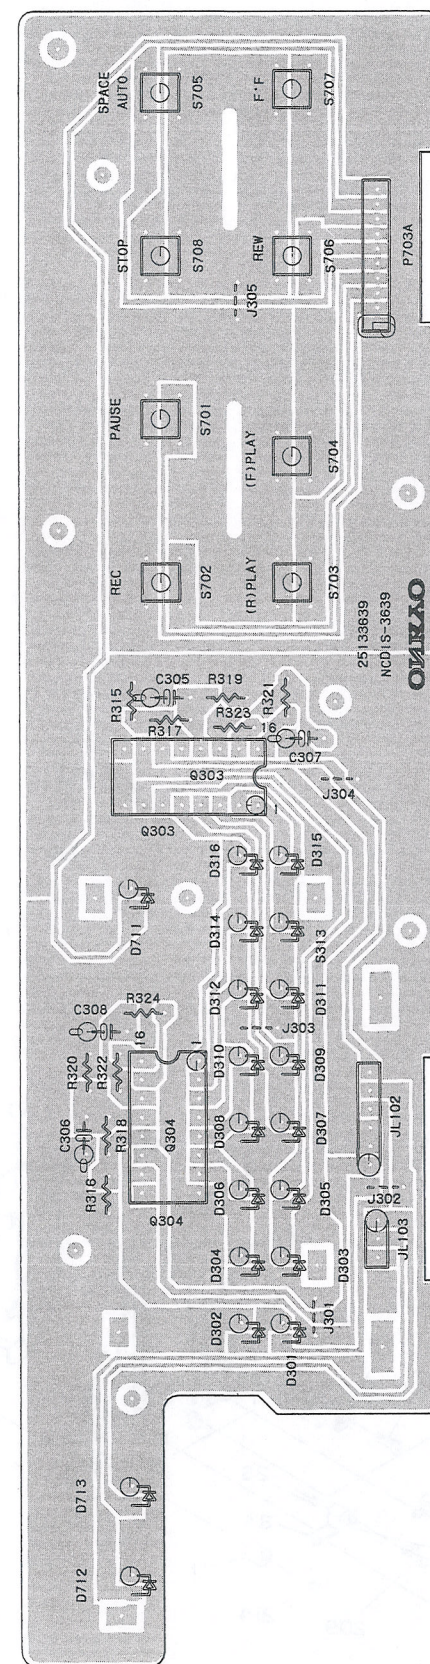 SPACE
AUTO
S705
F·F
S707
STOP
S708
REW
S706
P703A
J305
PAUSE
S701
(F)PLAY
S704
REC
S702
(R)PLAY
S703
25133639
NCDIS-3639
ONKYO
R315
C305
R319
R317
R323
R321
16
C307
Q303
J304
1
Q303
D316
D315
D711
D314
S313
D312
D311
C308
R324
J303
16
1
D310
D309
R320
R322
C306
R318
Q304
D308
D307
JL102
R316
D306
D305
J302
Q304
D304
D303
JL103
D302
D301
J301
D713
D712